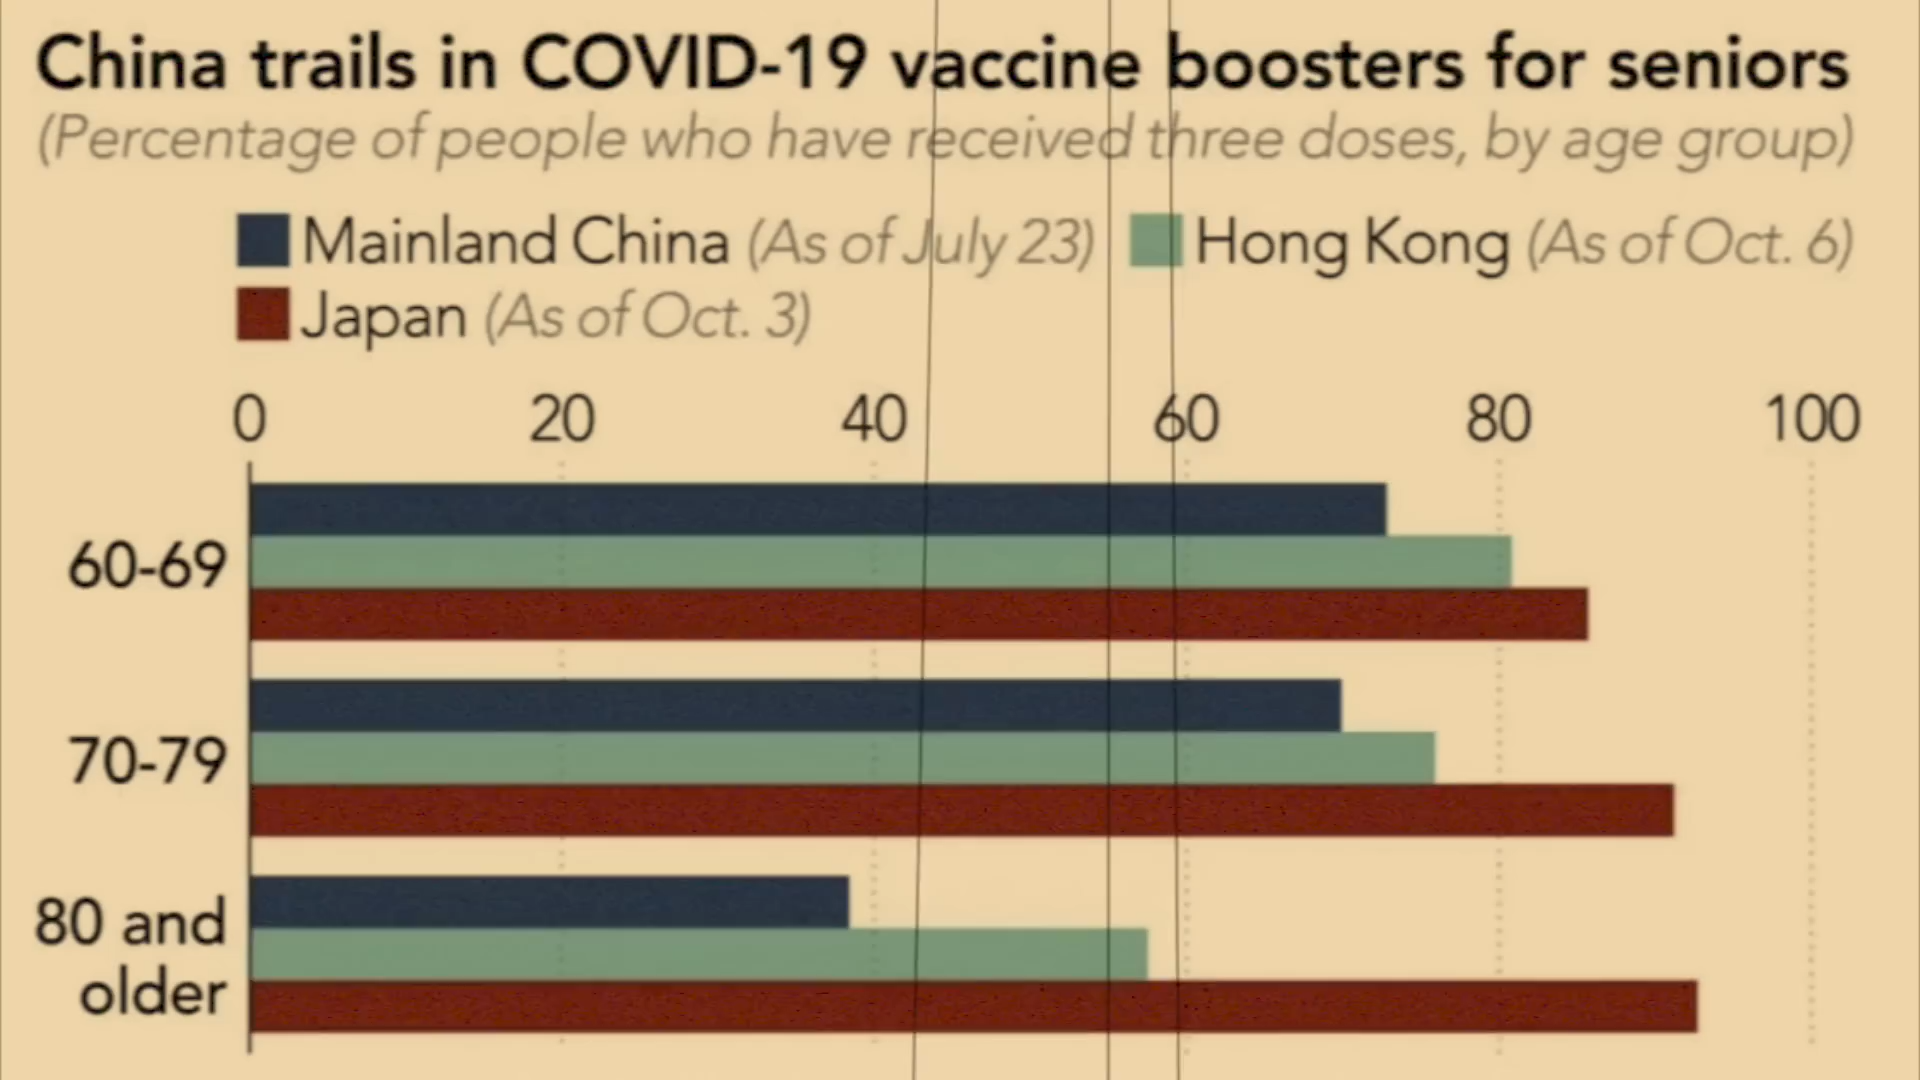 China trails in COVID-19 vaccine boosters for seniors
(Percentage of people who have received three doses, by age group)
Mainland China (As of July 23) Hong Kong (As of Oct. 6)
Japan (As of Oct. 3)
0 20 40 60 80 100
60-69
70-79
80 and
older